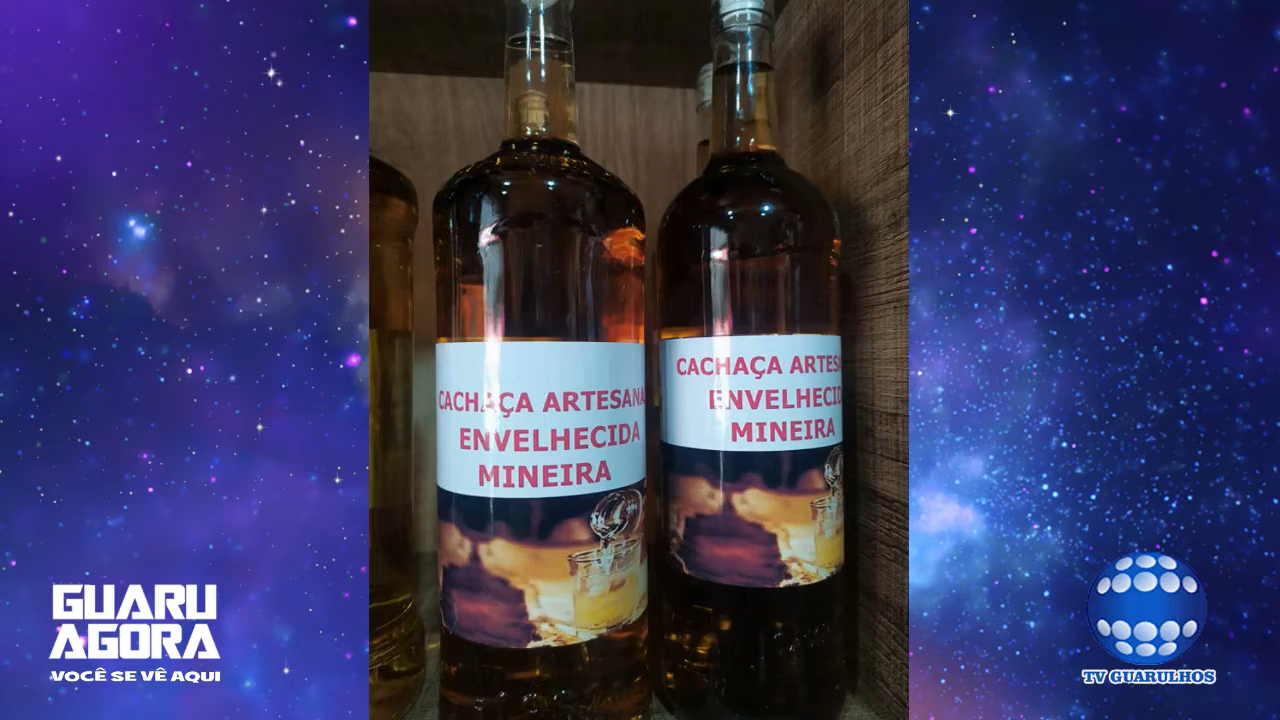 CACHAÇA ARTESANA
ENVELHECIDA
MINEIRA
CACHAÇA ARTES
ENVELHECID
MINEIRA
GUARU
AGORA
VOCÊ SE VÊ AQUI
TV GUARULHOS